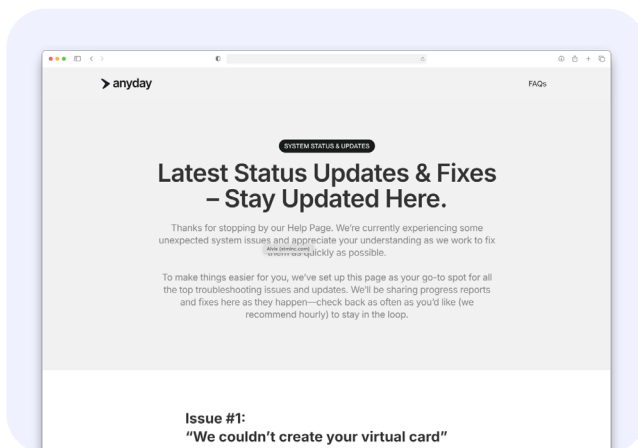 anyday
FAQs
SYSTEM STATUS & UPDATES
Latest Status Updates & Fixes
– Stay Updated Here.
Thanks for stopping by our Help Page. We're currently experiencing some
unexpected system issues and appreciate your understanding as we work to fix
them as quickly as possible.
Alvis (etminc.com)
To make things easier for you, we've set up this page as your go-to spot for all
the top troubleshooting issues and updates. We'll be sharing progress reports
and fixes here as they happen—check back as often as you'd like (we
recommend hourly) to stay in the loop.
Issue #1:
“We couldn't create your virtual card”